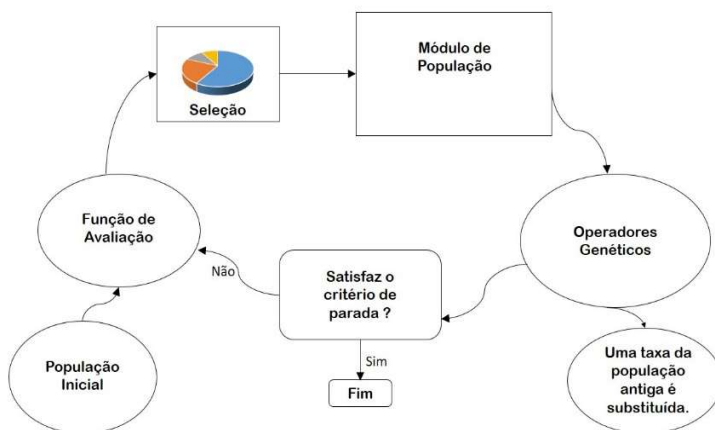 Módulo de
População
Seleção
Função de
Avaliação
Operadores
Genéticos
Não
Satisfaz o
critério de
parada ?
População
Inicial
Sim
Fim
Uma taxa da
população
antiga é
substituída.